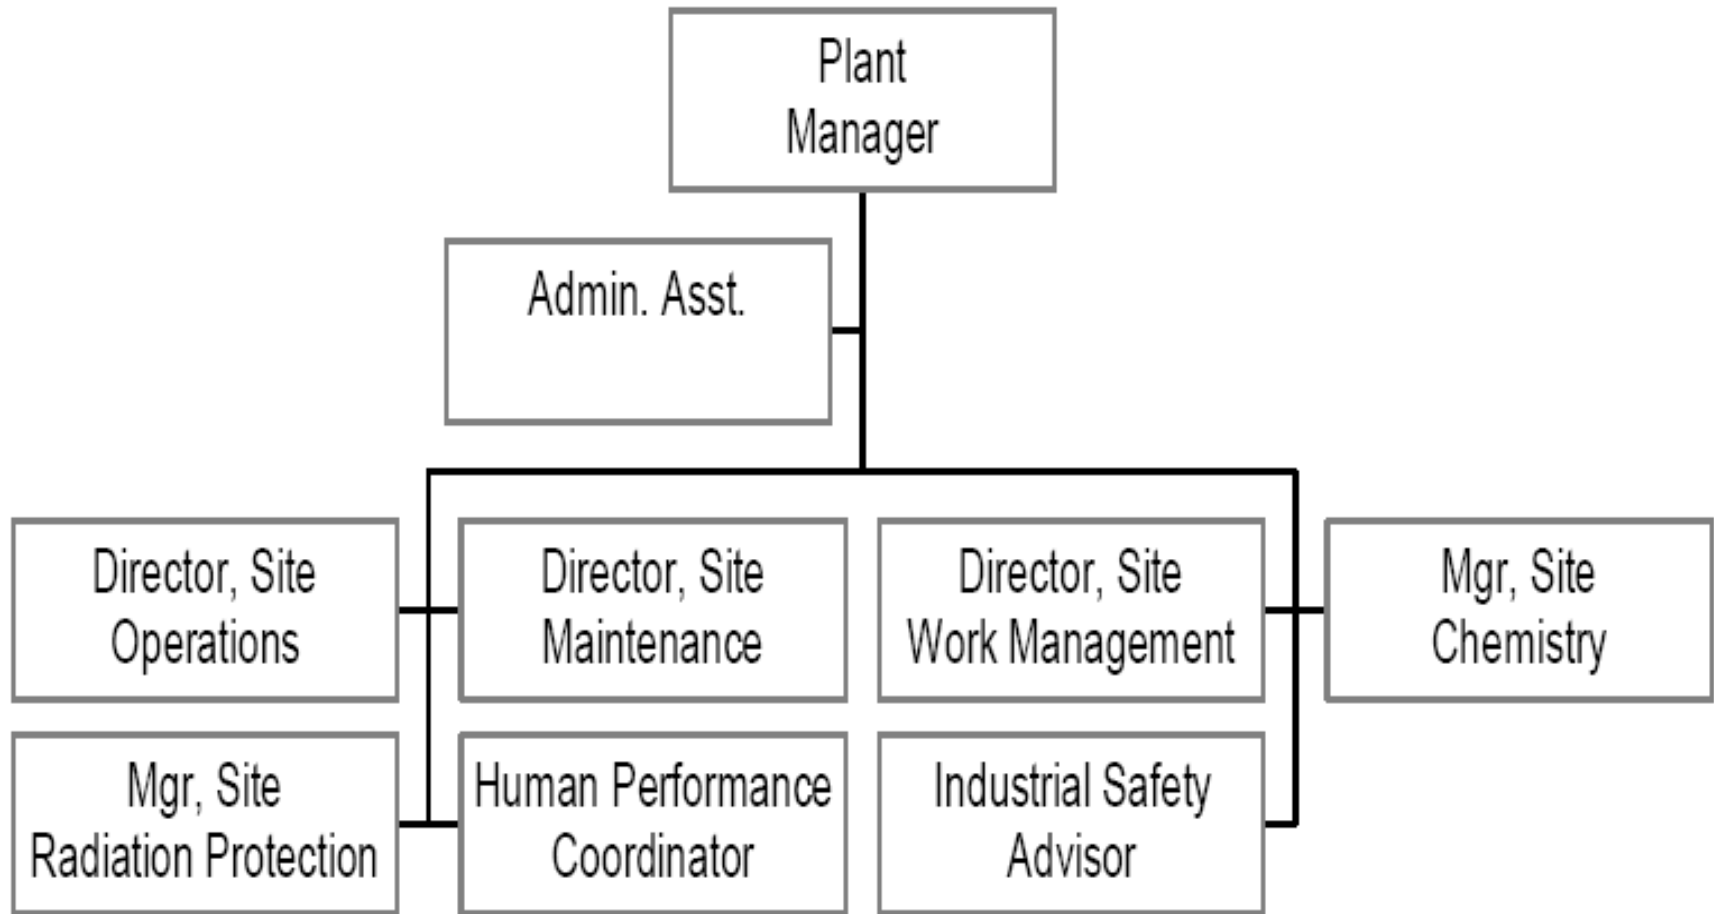 Plant
Manager
Admin. Asst.
Director, Site
Operations
Director, Site
Maintenance
Director, Site
Work Management
Mgr, Site
Chemistry
Mgr, Site
Radiation Protection
Human Performance
Coordinator
Industrial Safety
Advisor